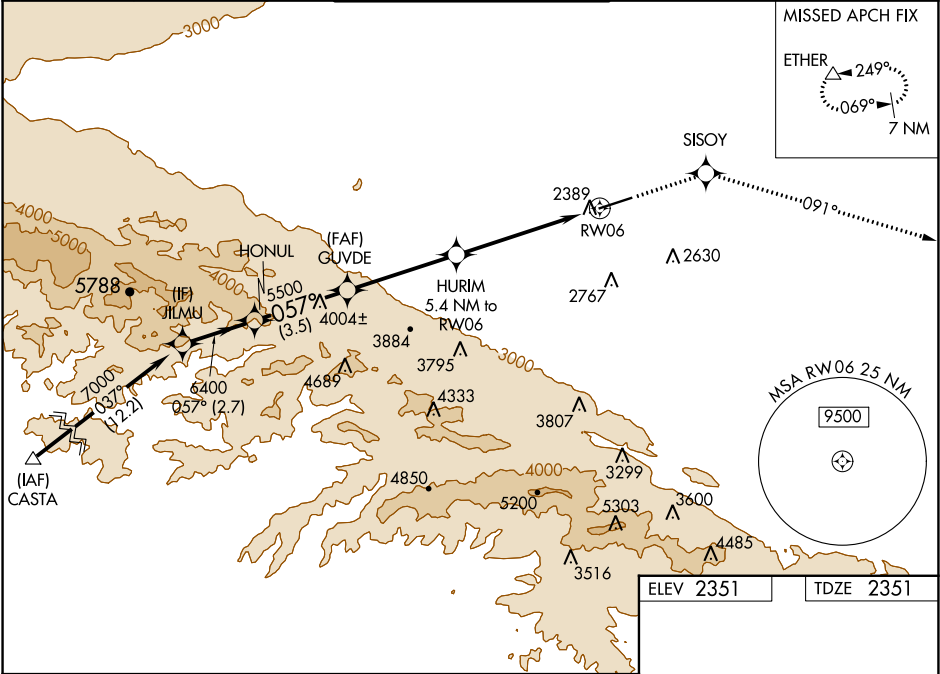 3000
MISSED APCH FIX
ETHER
249°
069°
7 NM
SISOY
2389
RW06
091°
4000
5000
4000
HONUL
(FAF)
GUVDE
2630
5788
(IF)
JILMU
5500
057°
(3.5)
4004±
HURIM
5.4 NM to
RW06
2767
3884
3795
3000
4689
7000
037°
(12.2)
6400
057° (2.7)
4333
3807
MSA RW 06 25 NM
9500
(IAF)
CASTA
3299
4850
4000
5200
5303
3600
4485
3516
ELEV 2351
TDZE 2351